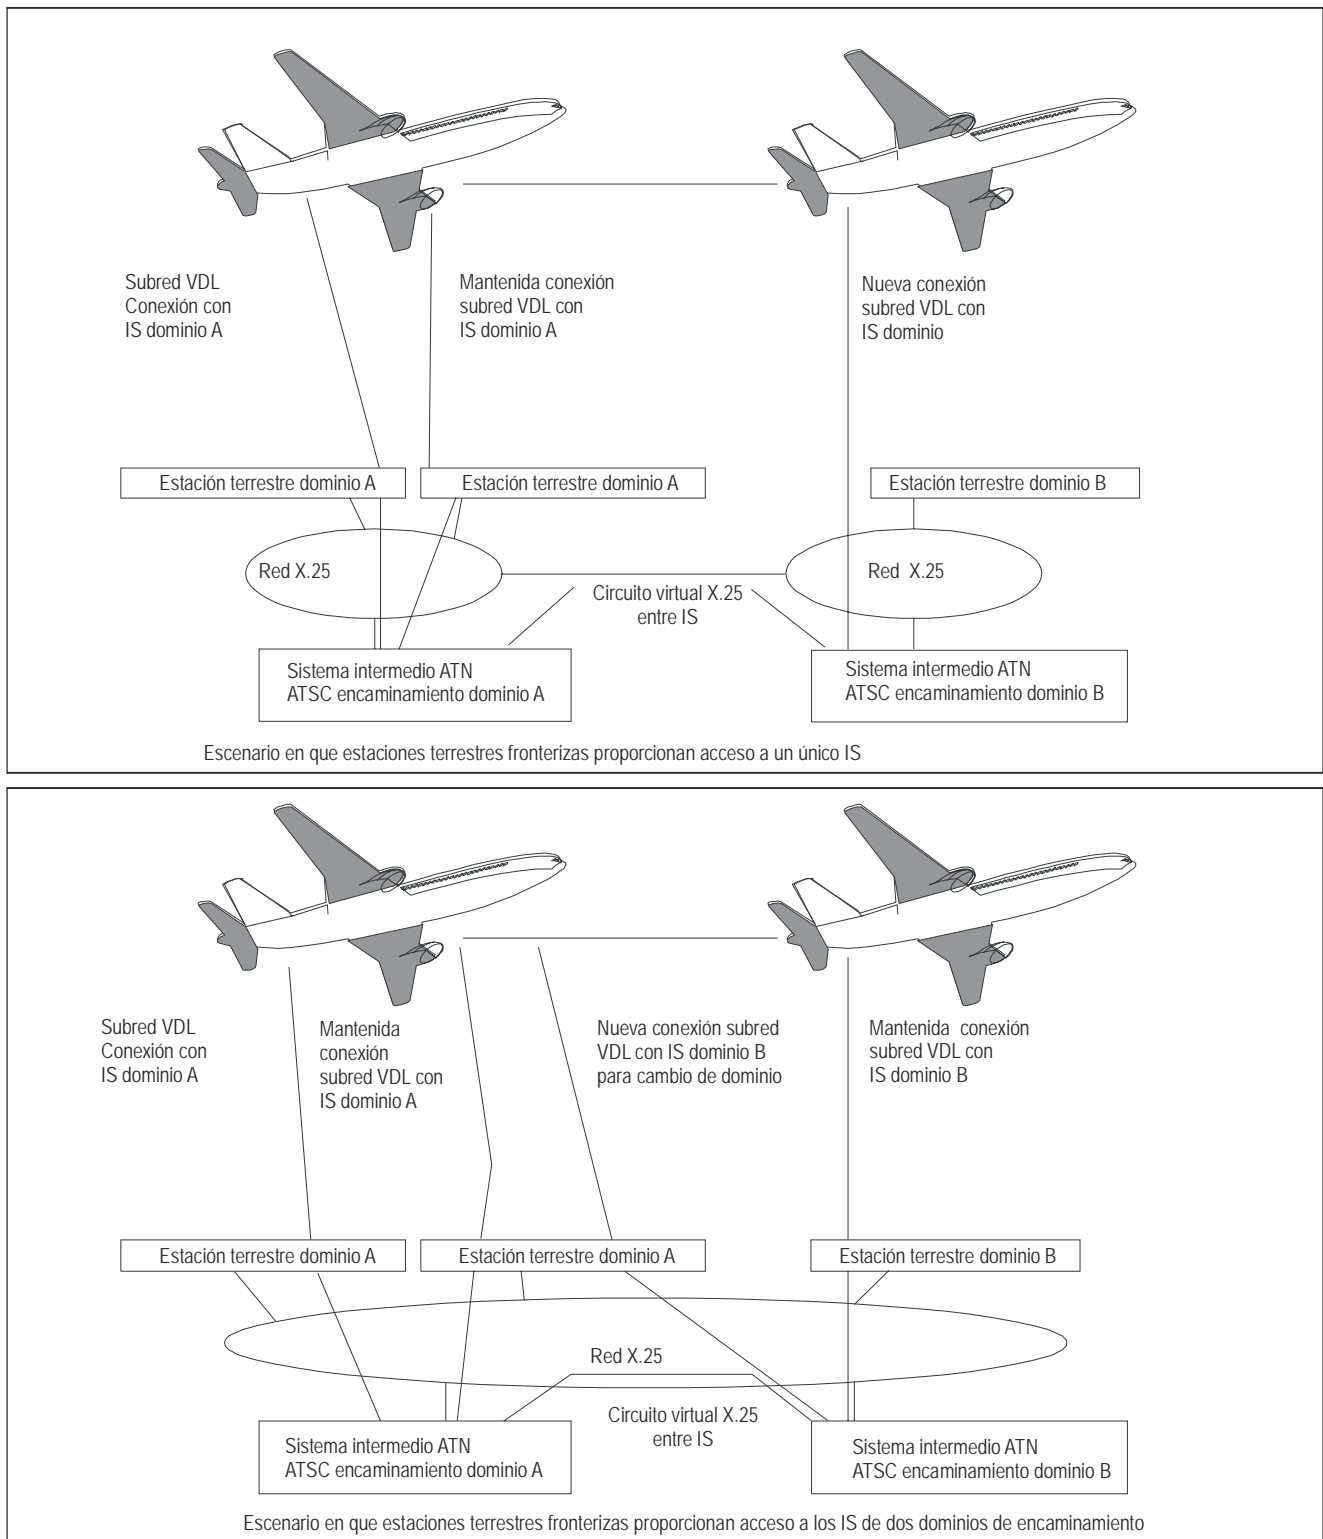 Subred VDL
Conexión con
IS dominio A
Mantenida conexión
subred VDL con
IS dominio A
Nueva conexión
subred VDL con
IS dominio
Estación terrestre dominio A
Estación terrestre dominio A
Estación terrestre dominio B
Red X.25
Red X.25
Circuito virtual X.25
entre IS
Sistema intermedio ATN
ATSC encaminamiento dominio A
Sistema intermedio ATN
ATSC encaminamiento dominio B
Escenario en que estaciones terrestres fronterizas proporcionan acceso a un único IS
Subred VDL
Conexión con
IS dominio A
Mantenida
conexión
subred VDL con
IS dominio A
Nueva conexión subred
VDL con IS dominio B
para cambio de dominio
Mantenida conexión
subred VDL con
IS dominio B
Estación terrestre dominio A
Estación terrestre dominio A
Estación terrestre dominio B
Red X.25
Circuito virtual X.25
entre IS
Sistema intermedio ATN
ATSC encaminamiento dominio A
Sistema intermedio ATN
ATSC encaminamiento dominio B
Escenario en que estaciones terrestres fronterizas proporcionan acceso a los IS de dos dominios de encaminamiento